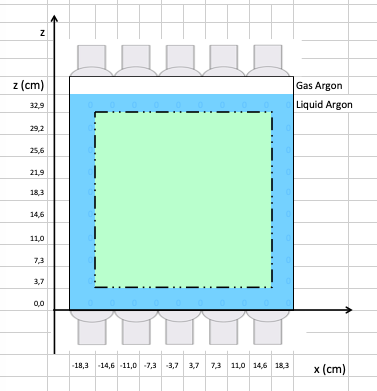 z
z (cm)
Gas Argon
Liquid Argon
32,9
29,2
25,6
21,9
18,3
14,6
11,0
7,3
3,7
0,0
-18,3 -14,6 -11,0 -7,3 -3,7 3,7 7,3 11,0 14,6 18,3
x (cm)